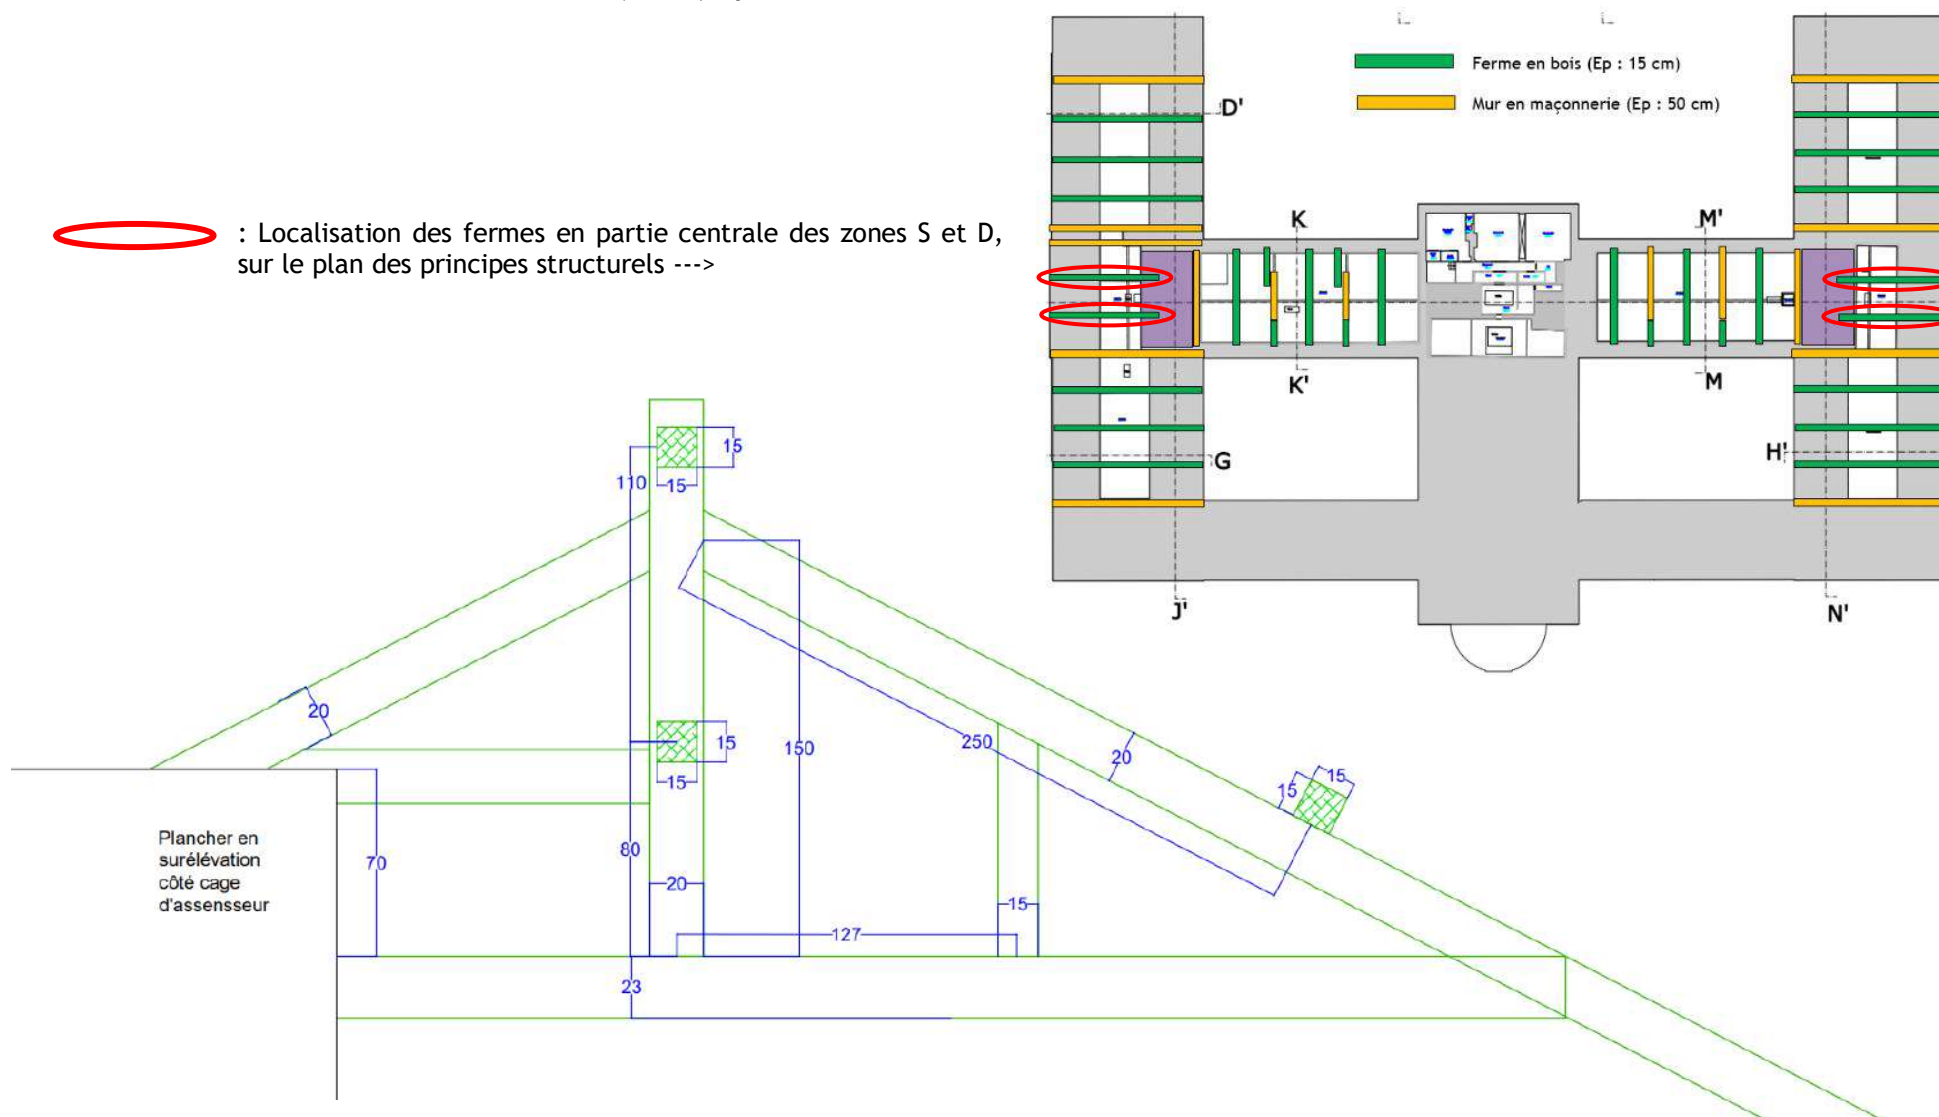 Ferme en bois (Ep : 15 cm)
Mur en maçonnerie (Ep : 50 cm)
D'
: Localisation des fermes en partie centrale des zones S et D,
sur le plan des principes structurels --->
K
M'
K'
M
G
H'
J'
N'
15
110
15
20
15
15
150
250
20
15
15
Plancher en
surélévation
côté cage
d'assensseur
70
80
20
15
127
23